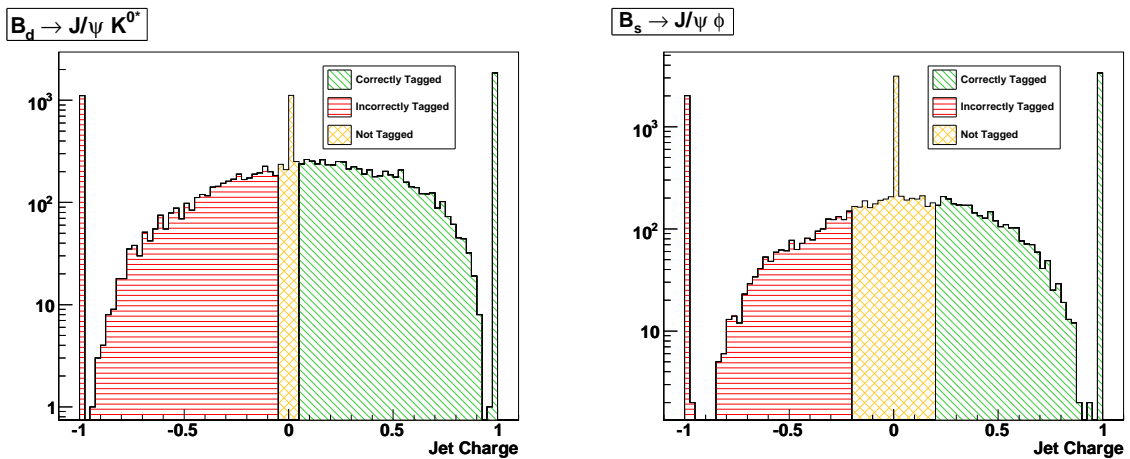 B_d → J/ψ K^0*
10^3
10^2
10
1
-1 -0.5 0 0.5 1
Jet Charge
Correctly Tagged
Incorrectly Tagged
Not Tagged
B_s → J/ψ φ
10^3
10^2
10
-1 -0.5 0 0.5 1
Jet Charge
Correctly Tagged
Incorrectly Tagged
Not Tagged